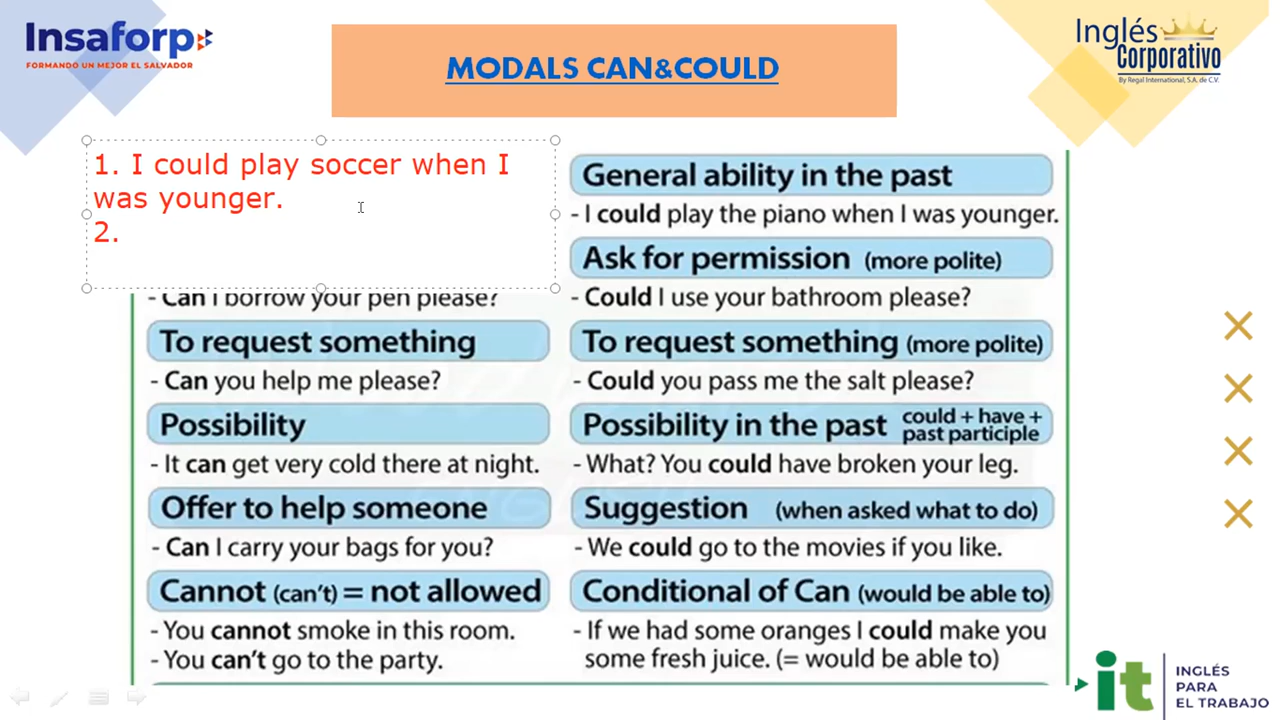 Insaforp
FORMANDO UN MEJOR EL SALVADOR
MODALS CAN&COULD
Inglés
Corporativo
By Regal International, S.A. de C.V.
1. I could play soccer when I
was younger.
2.
- Can I borrow your pen please?
To request something
- Can you help me please?
Possibility
- It can get very cold there at night.
Offer to help someone
- Can I carry your bags for you?
Cannot (can't) = not allowed
- You cannot smoke in this room.
- You can't go to the party.
General ability in the past
- I could play the piano when I was younger.
Ask for permission (more polite)
- Could I use your bathroom please?
To request something (more polite)
- Could you pass me the salt please?
Possibility in the past could + have +
past participle
- What? You could have broken your leg.
Suggestion (when asked what to do)
- We could go to the movies if you like.
Conditional of Can (would be able to)
- If we had some oranges I could make you
some fresh juice. (= would be able to)
it
INGLÉS
PARA
EL TRABAJO